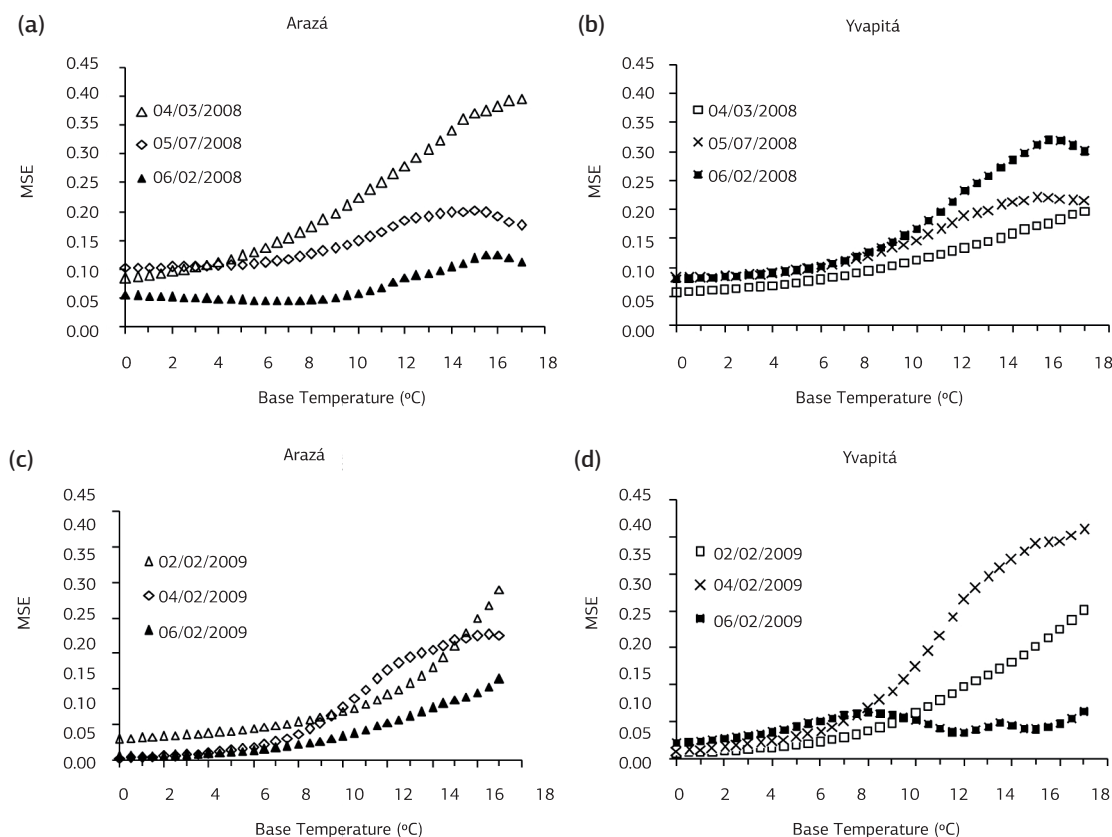 (a)
Arazá
0.45
0.40
0.35
0.30
0.25
0.20
0.15
0.10
0.05
0.00
MSE
04/03/2008
05/07/2008
06/02/2008
0 2 4 6 8 10 12 14 16 18
Base Temperature (ºC)
(b)
Yvapitá
0.45
0.40
0.35
0.30
0.25
0.20
0.15
0.10
0.05
0.00
MSE
04/03/2008
05/07/2008
06/02/2008
0 2 4 6 8 10 12 14 16 18
Base Temperature (ºC)
(c)
Arazá
0.45
0.40
0.35
0.30
0.25
0.20
0.15
0.10
0.05
0.00
MSE
02/02/2009
04/02/2009
06/02/2009
0 2 4 6 8 10 12 14 16 18
Base Temperature (ºC)
(d)
Yvapitá
0.45
0.40
0.35
0.30
0.25
0.20
0.15
0.10
0.05
0.00
MSE
02/02/2009
04/02/2009
06/02/2009
0 2 4 6 8 10 12 14 16 18
Base Temperature (ºC)